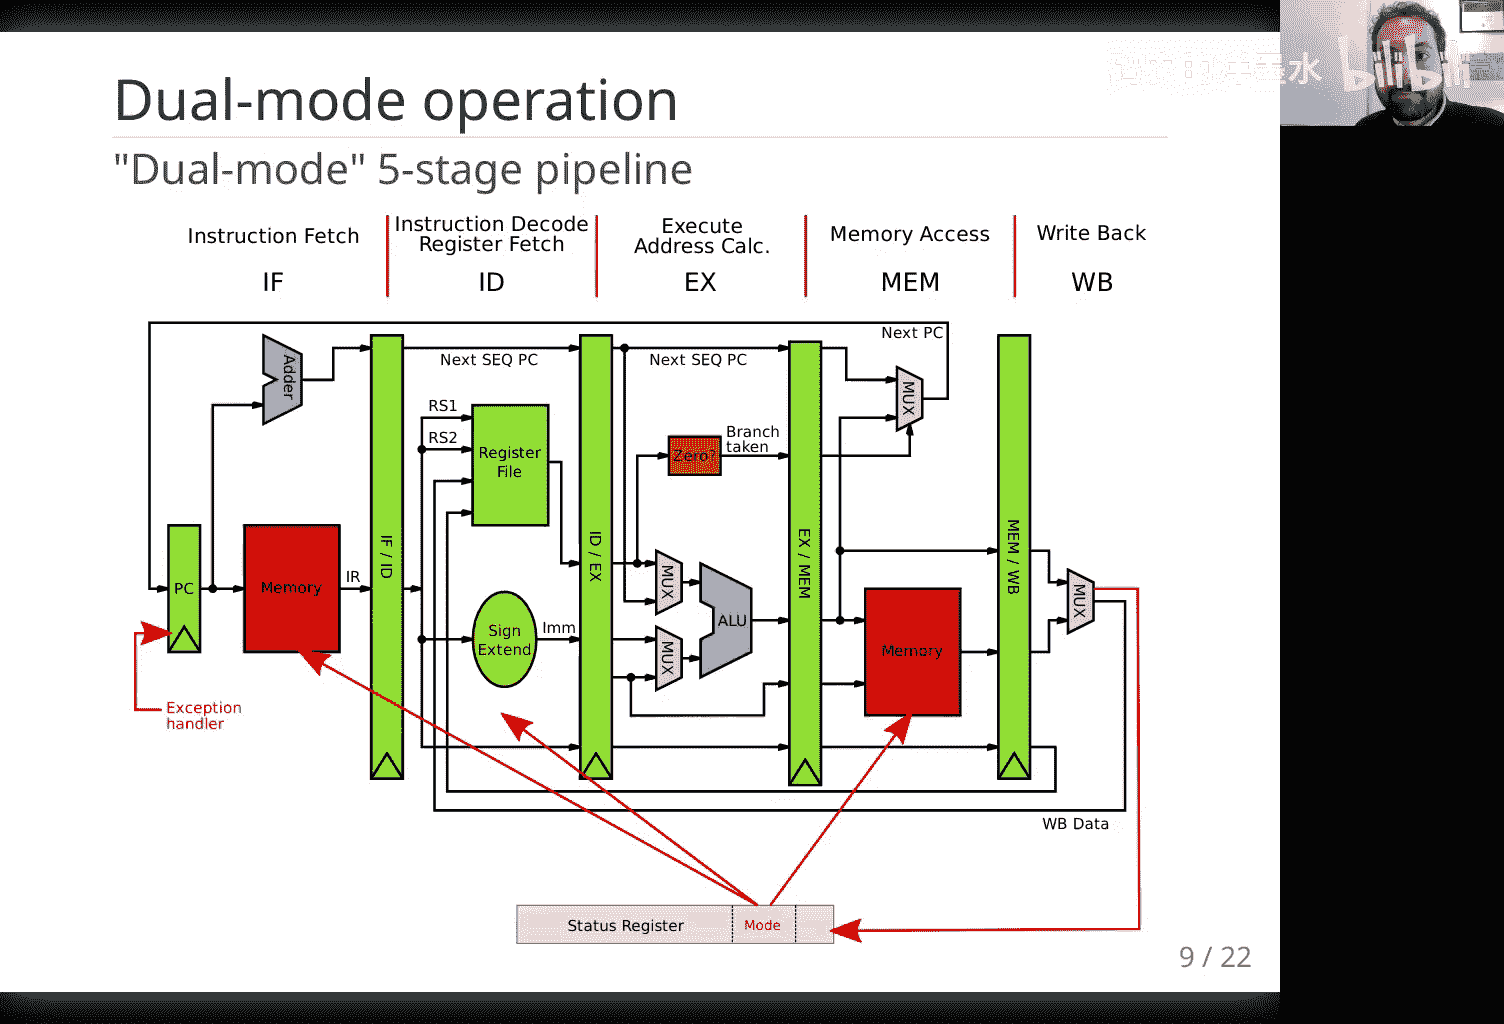 Dual-mode operation
"Dual-mode" 5-stage pipeline
Instruction Fetch
IF
Instruction Decode
Register Fetch
ID
Execute
Address Calc.
EX
Memory Access
MEM
Write Back
WB
Next PC
Adder
Next SEQ PC
Next SEQ PC
MUX
RS1
RS2
Register
File
Zero?
Branch
taken
PC
Memory
IR
IF / ID
Sign
Extend
Imm
ID / EX
MUX
MUX
ALU
EX / MEM
Memory
MEM / WB
MUX
Exception
handler
WB Data
Status Register
Mode
9 / 22
水
bilibili